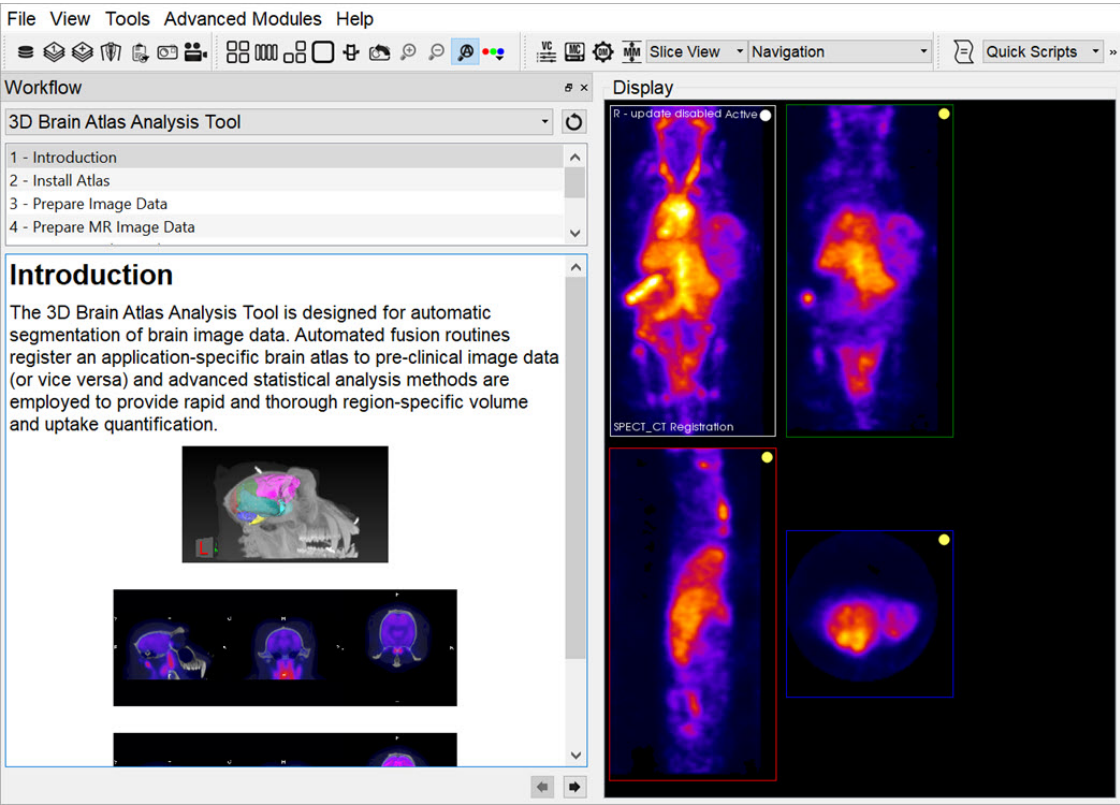 File View Tools Advanced Modules Help
VC MC DM MM Slice View Navigation Quick Scripts »
Workflow
3D Brain Atlas Analysis Tool
1 - Introduction
2 - Install Atlas
3 - Prepare Image Data
4 - Prepare MR Image Data
Introduction
The 3D Brain Atlas Analysis Tool is designed for automatic
segmentation of brain image data. Automated fusion routines
register an application-specific brain atlas to pre-clinical image data
(or vice versa) and advanced statistical analysis methods are
employed to provide rapid and thorough region-specific volume
and uptake quantification.
L
Display
R - update disabled Active
SPECT_CT Registration